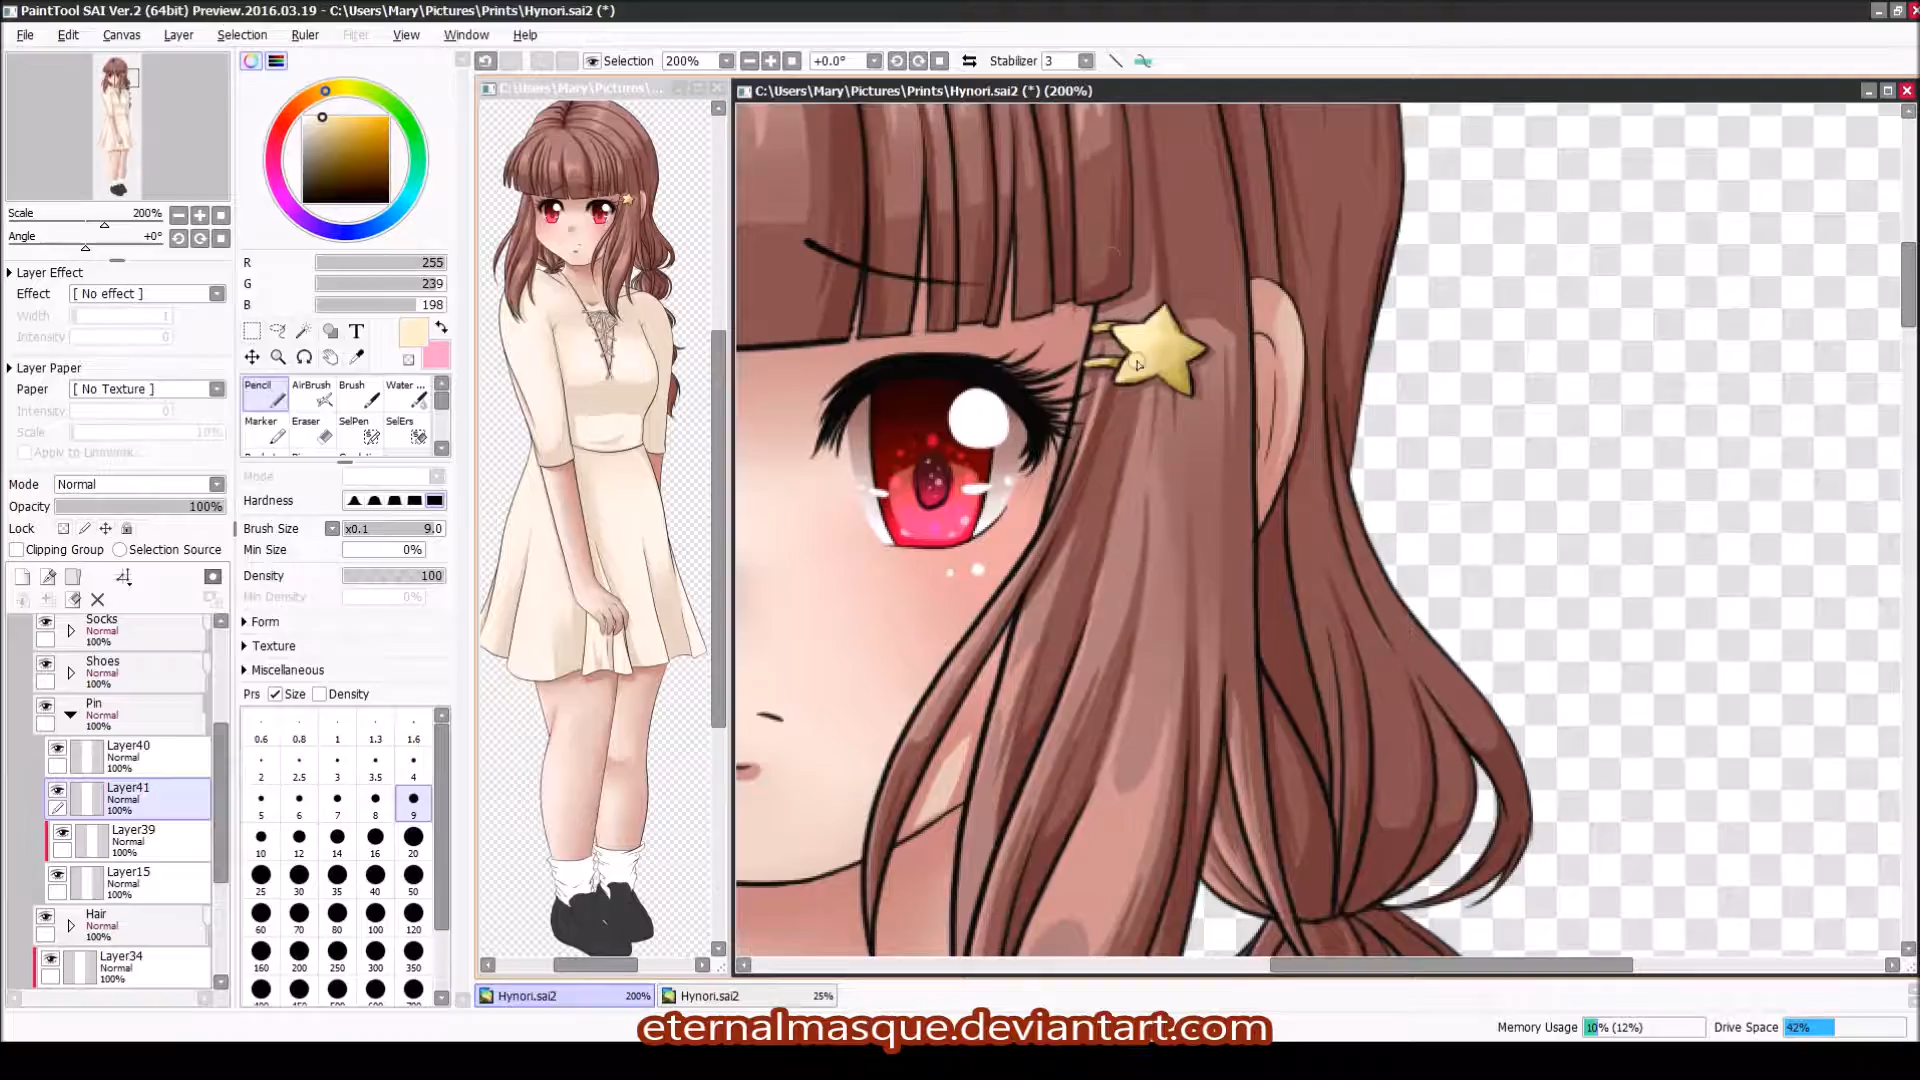 PaintTool SAI Ver.2 (64bit) Preview.2016.03.19 - C:\Users\Mary\Pictures\Prints\Hynori.sai2 (*)
File Edit Canvas Layer Selection Ruler View Window Help
Selection 200% +0.0° Stabilizer 3
C:\Users\Mary\Pictures\...
C:\Users\Mary\Pictures\Prints\Hynori.sai2 (*) (200%)
Scale 200%
Angle +0°
Layer Effect
Effect [ No effect ]
Width 1
Intensity 0
Layer Paper
Paper [ No Texture ]
Intensity 0
Scale 10%
Mode Normal
Opacity 100%
Lock
Clipping Group Selection Source
Socks
Normal
100%
Shoes
Normal
100%
Pin
Normal
Layer40
Normal
100%
Layer41
Normal
100%
Layer39
Normal
100%
Layer15
Normal
100%
Hair
Normal
100%
Layer34
Normal
100%
R 255
G 239
B 198
T
Pencil AirBrush Brush Water ...
Marker Eraser SelPen SelErs
Mode
Hardness
Brush Size x0.1 9.0
Min Size 0%
Density 100
Min Density 0%
Form
Texture
Miscellaneous
Prs Size Density
0.6 0.8 1 1.3 1.6
2 2.5 3 3.5 4
5 6 7 8 9
10 12 14 16 20
25 30 35 40 50
60 70 80 100 120
160 200 250 300 350
Hynori.sai2 200% Hynori.sai2 25%
eternalmasque.deviantart.com
Memory Usage 10% (12%) Drive Space 42%